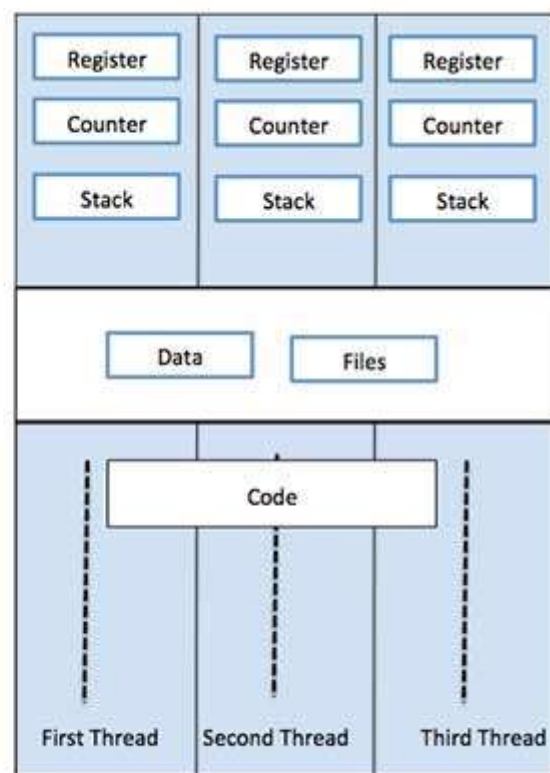 Register Register Register
Counter Counter Counter
Stack Stack Stack
Data Files
Code
First Thread Second Thread Third Thread